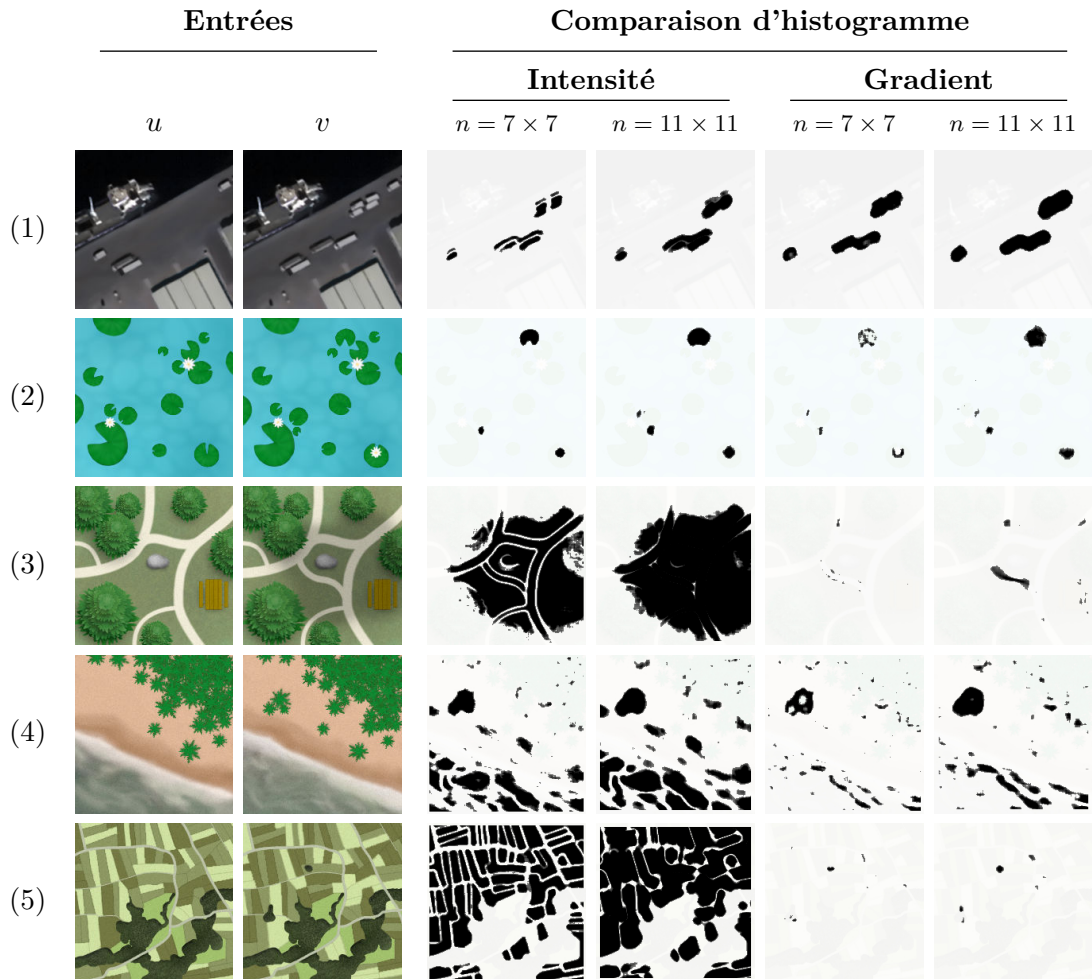 Entrées Comparaison d'histogramme
Intensité Gradient
u v n = 7 × 7 n = 11 × 11 n = 7 × 7 n = 11 × 11
(1)
(2)
(3)
(4)
(5)